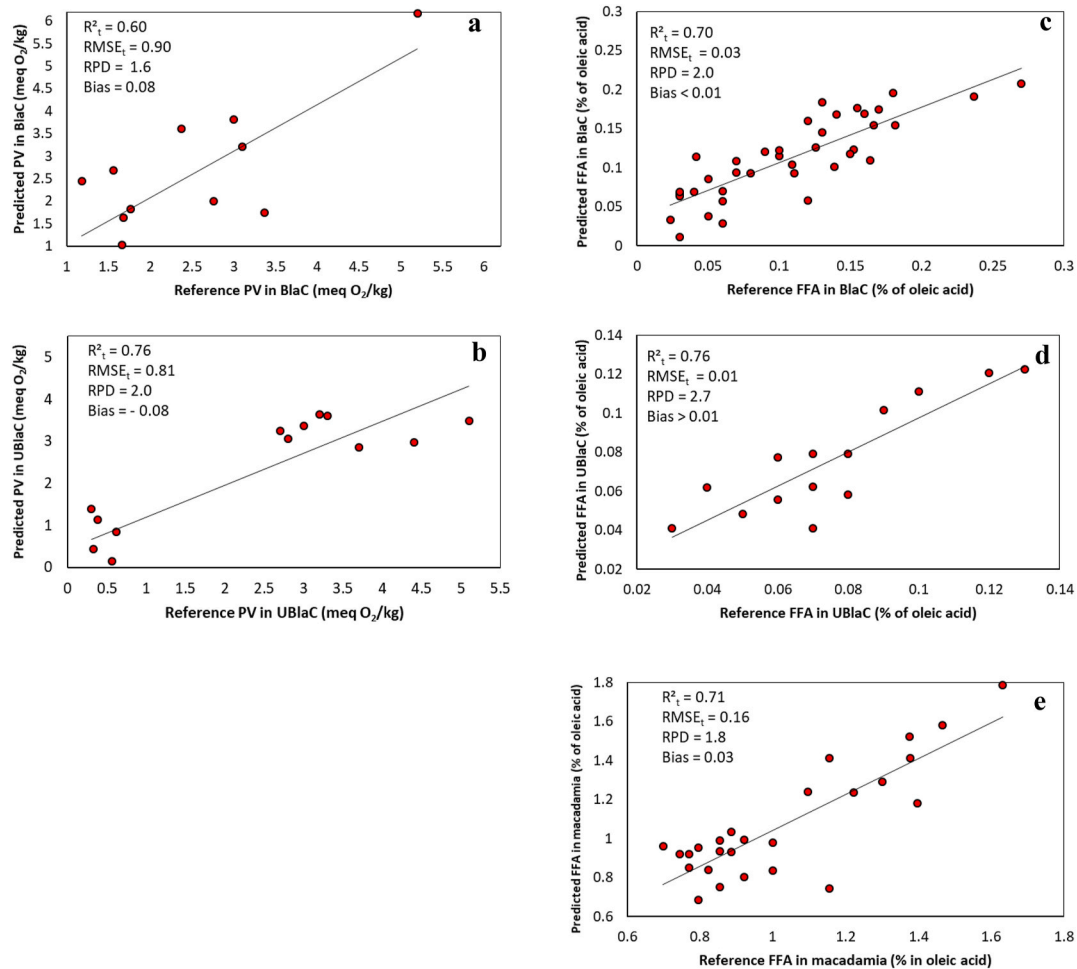 a
R²t = 0.60
RMSEt = 0.90
RPD = 1.6
Bias = 0.08
Predicted PV in BlaC (meq O2/kg)
6
5.5
5
4.5
4
3.5
3
2.5
2
1.5
1
1 1.5 2 2.5 3 3.5 4 4.5 5 5.5 6
Reference PV in BlaC (meq O2/kg)
b
R²t = 0.76
RMSEt = 0.81
RPD = 2.0
Bias = - 0.08
Predicted PV in UBlaC (meq O2/kg)
5
4
3
2
1
0
0 0.5 1 1.5 2 2.5 3 3.5 4 4.5 5 5.5
Reference PV in UBlaC (meq O2/kg)
c
R²t = 0.70
RMSEt = 0.03
RPD = 2.0
Bias < 0.01
Predicted FFA in BlaC (% of oleic acid)
0.3
0.25
0.2
0.15
0.1
0.05
0
0 0.05 0.1 0.15 0.2 0.25 0.3
Reference FFA in BlaC (% of oleic acid)
d
R²t = 0.76
RMSEt = 0.01
RPD = 2.7
Bias > 0.01
Predicted FFA in UBlaC (% of oleic acid)
0.14
0.12
0.1
0.08
0.06
0.04
0.02
0.02 0.04 0.06 0.08 0.1 0.12 0.14
Reference FFA in UBlaC (% of oleic acid)
e
R²t = 0.71
RMSEt = 0.16
RPD = 1.8
Bias = 0.03
Predicted FFA in macadamia (% of oleic acid)
1.8
1.6
1.4
1.2
1
0.8
0.6
0.6 0.8 1 1.2 1.4 1.6 1.8
Reference FFA in macadamia (% in oleic acid)